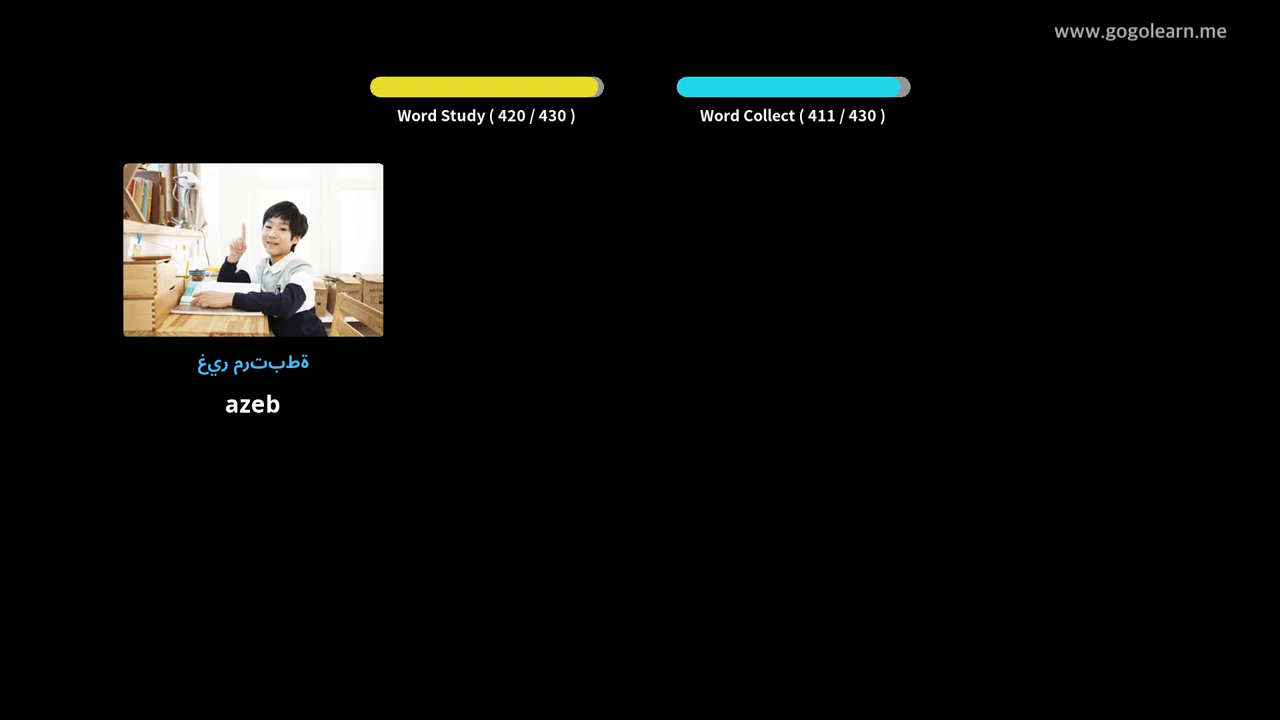 www.gogolearn.me
Word Study ( 420 / 430 )
Word Collect ( 411 / 430 )
غير مرتبطة
azeb